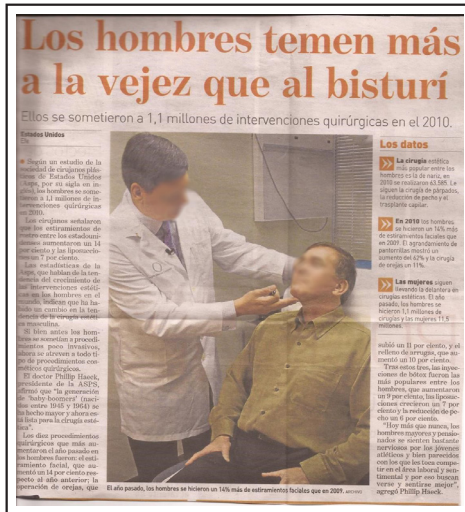 Los hombres temen más
a la vejez que al bisturí
Ellos se sometieron a 1,1 millones de intervenciones quirúrgicas en el 2010.
Estados Unidos
Efe
Según un estudio de la
sociedad de cirujanos plás-
ticos de Estados Unidos
(Asps, por su sigla en in-
glés), los hombres se some-
tieron a 1,1 millones de in-
tervenciones quirúrgicas
en 2010.
Los cirujanos señalaron
que los estiramientos de
rostro entre los estadouni-
denses aumentaron un 14
por ciento y las liposuccio-
nes un 7 por ciento.
Las estadísticas de la
Asps, que hablan de la ten-
dencia del crecimiento de
las intervenciones estéti-
cas en los hombres en el
mundo, indican que ha ha-
bido un cambio en la ten-
dencia de la cirugía estéti-
ca masculina.
Si bien antes los hom-
bres se sometían a procedi-
mientos poco invasivos,
ahora se atreven a todo ti-
po de procedimientos cos-
méticos quirúrgicos.
El doctor Phillip Haeck,
presidente de la ASPS,
afirmó que "la generación
de 'baby-boomers' (naci-
dos entre 1946 y 1964) se
ha hecho mayor y ahora es-
tá lista para la cirugía esté-
tica".
Los diez procedimientos
quirúrgicos que más au-
mentaron el año pasado en
los hombres fueron: el esti-
ramiento facial, que au-
mentó un 14 por ciento res-
pecto al año anterior; la
operación de orejas, que
El año pasado, los hombres se hicieron un 14% más de estiramientos faciales que en 2009.
Los datos
La cirugía estética
más popular entre los
hombres es la de nariz, en
2010 se realizaron 63.585. Le
siguen la cirugía de párpados,
la reducción de pecho y el
trasplante capilar.
En 2010 los hombres
se hicieron un 14% más
de estiramientos faciales que
en 2009. El agrandamiento de
pantorrillas mostró un
aumento del 42% y la cirugía
de orejas un 11%.
Las mujeres siguen
llevando la delantera en
cirugías estéticas. El año
pasado, los hombres se
hicieron 1,1 millones de
cirugías y las mujeres 11,5
millones.
subió un 11 por ciento, y el
relleno de arrugas, que au-
mentó un 10 por ciento.
Tras estos tres, las inyec-
ciones de bótox fueron las
más populares entre los
hombres, que aumentaron
un 9 por ciento, las liposuc-
ciones crecieron un 7 por
ciento y la reducción de pe-
cho un 6 por ciento.
"Hoy más que nunca, los
hombres mayores y pensio-
nados se sienten bastante
nerviosos por los jóvenes
atléticos y bien parecidos
con los que les toca compe-
tir en el área laboral y sen-
timental y por eso buscan
verse y sentirse mejor",
agregó Phillip Haeck.